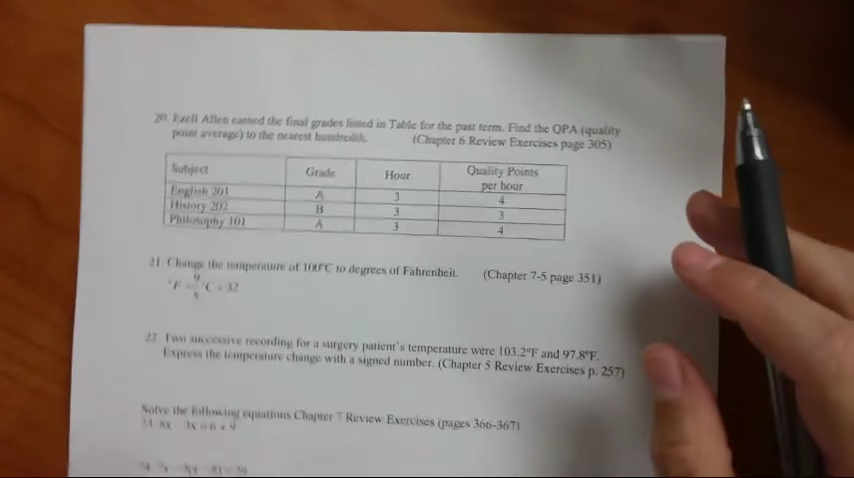 20. Ezell Allen earned the final grades listed in Table for the past term. Find the QPA (quality
point average) to the nearest hundredth. (Chapter 6 Review Exercises page 305)
Subject Grade Hour Quality Points
per hour
English 201 A 3 4
History 202 B 3 3
Philosophy 101 A 3 4
21. Change the temperature of 100°C to degrees of Fahrenheit. (Chapter 7-5 page 351)
°F = 9/5 °C + 32
22. Two successive recording for a surgery patient's temperature were 103.2°F and 97.8°F.
Express the temperature change with a signed number. (Chapter 5 Review Exercises p. 257)
Solve the following equations Chapter 7 Review Exercises (pages 366-367)
23. 8x 3x 6 + 9